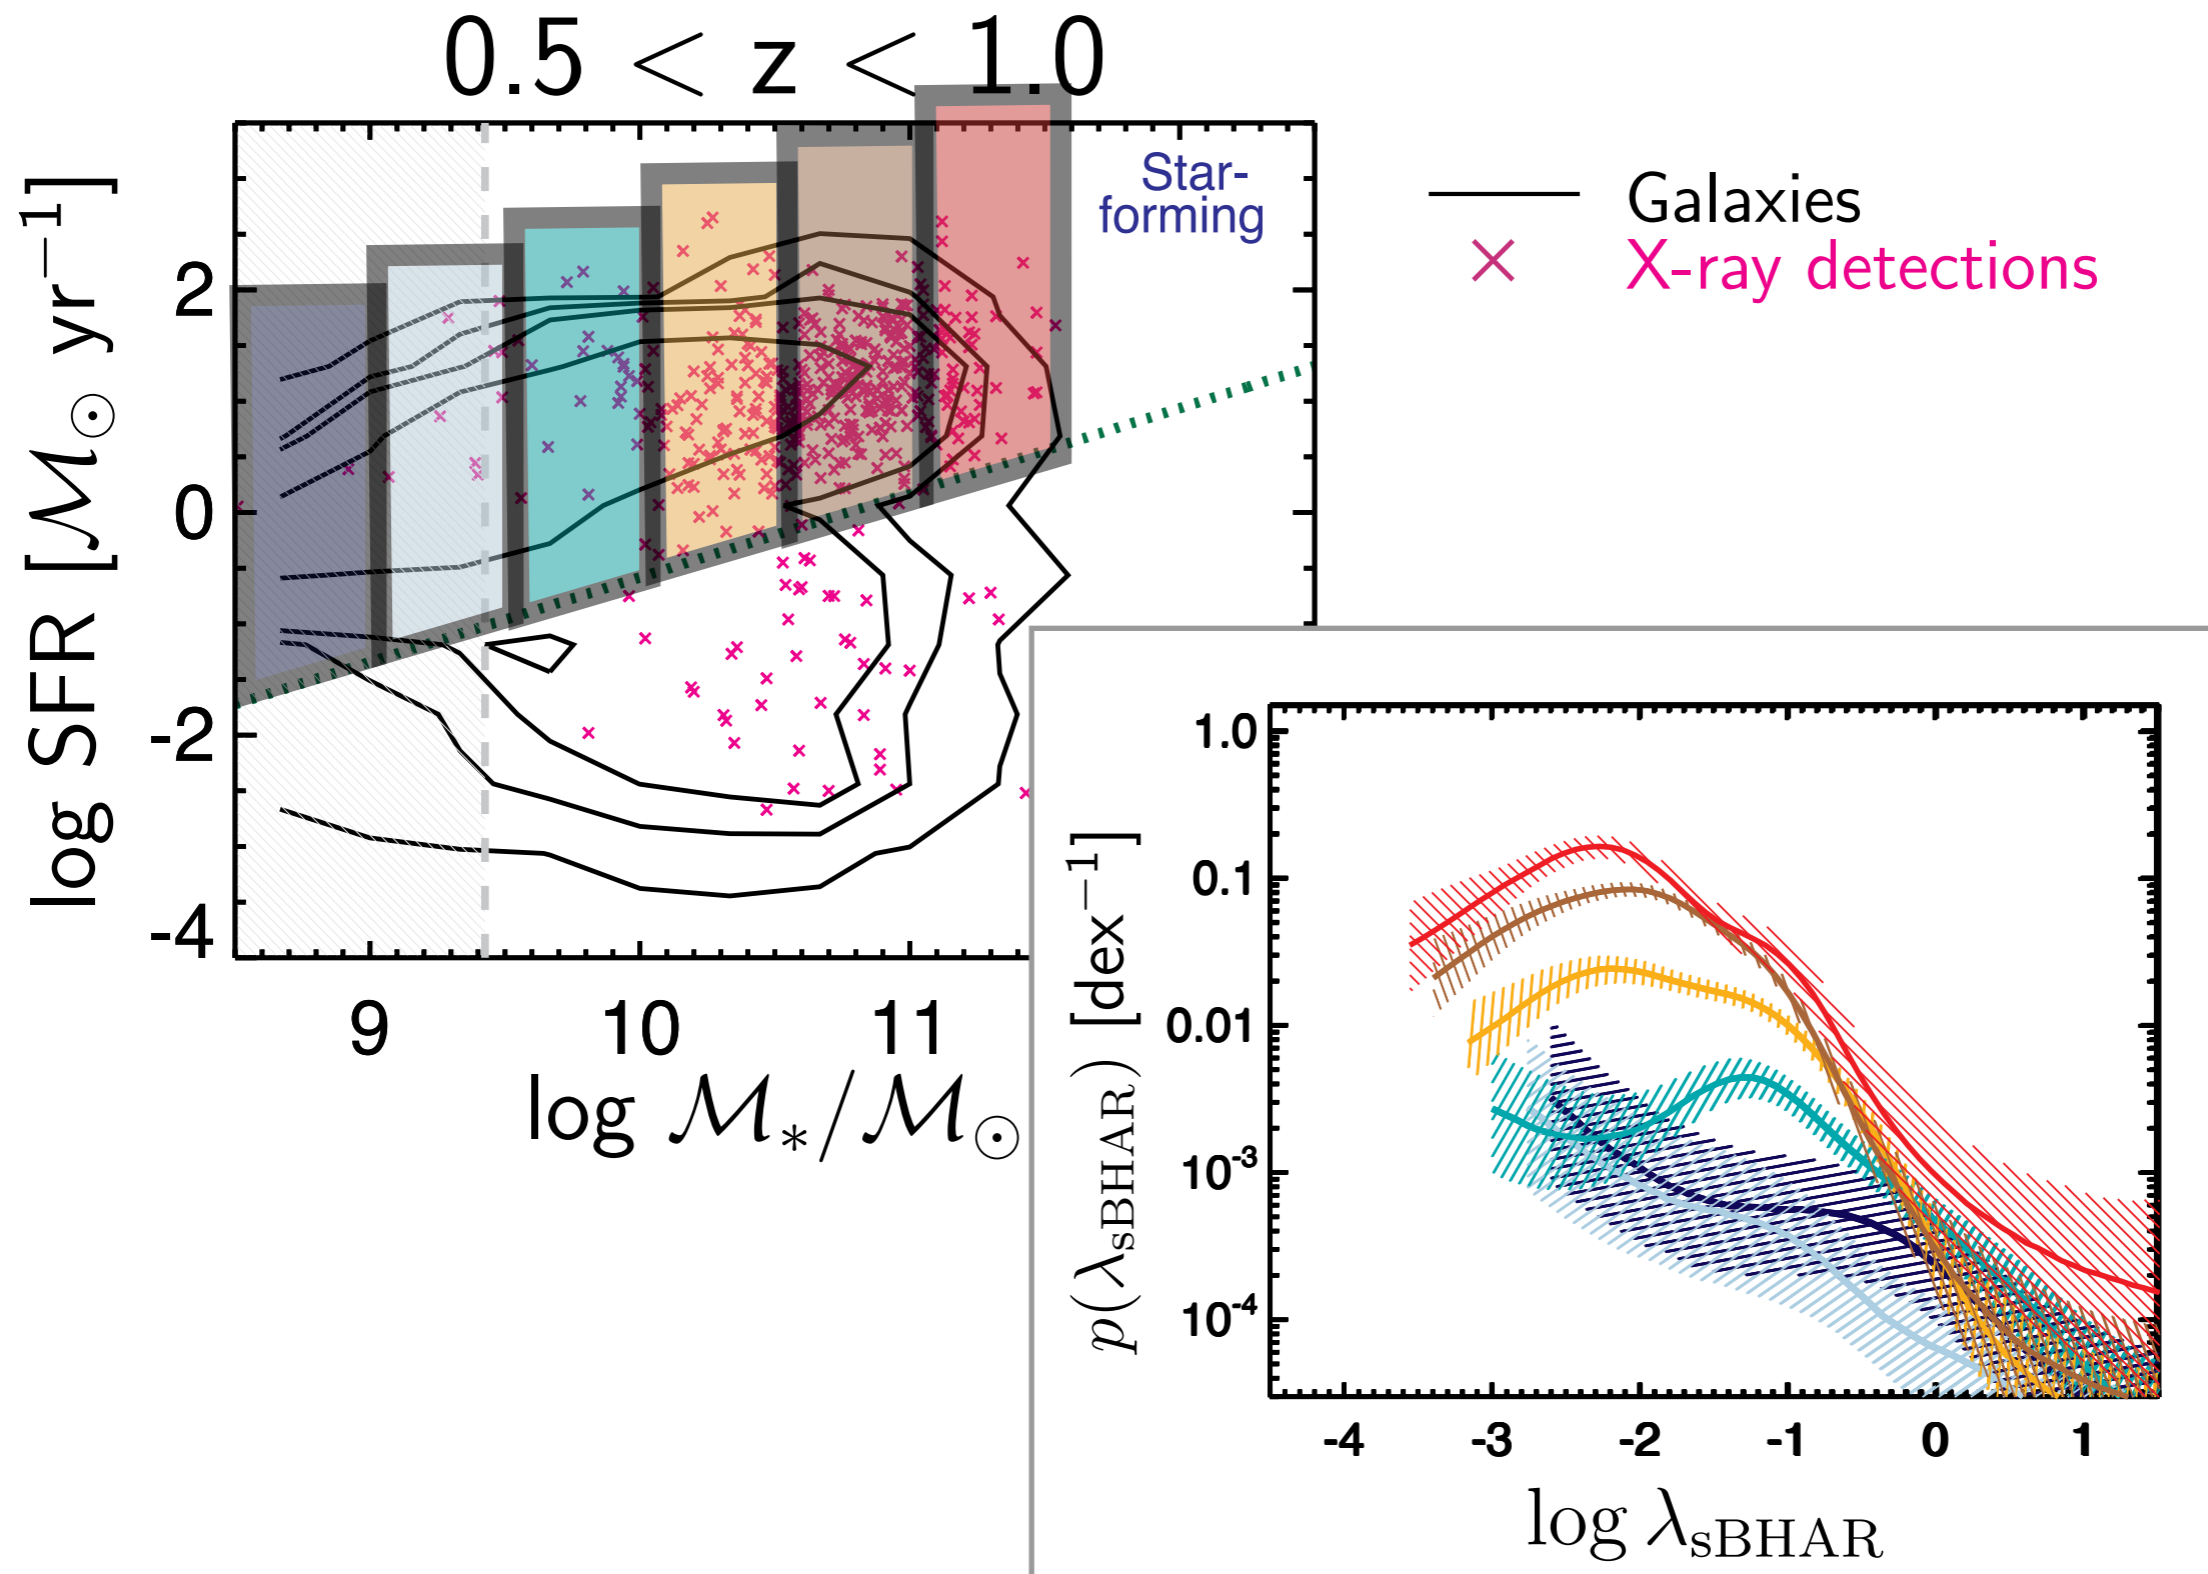 0.5 < z < 1.0
Star-
forming
Galaxies
X-ray detections
log SFR [ℳ⊙ yr⁻¹]
2
0
-2
-4
9 10 11
log ℳ*/ℳ⊙
p(λsBHAR) [dex⁻¹]
1.0
0.1
0.01
10⁻³
10⁻⁴
-4 -3 -2 -1 0 1
log λsBHAR